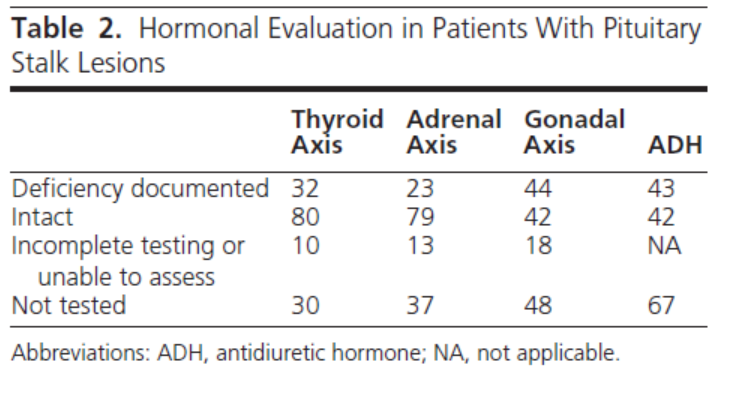 Table 2. Hormonal Evaluation in Patients With Pituitary
Stalk Lesions
Thyroid Adrenal Gonadal
Axis Axis Axis ADH
Deficiency documented 32 23 44 43
Intact 80 79 42 42
Incomplete testing or 10 13 18 NA
unable to assess
Not tested 30 37 48 67
Abbreviations: ADH, antidiuretic hormone; NA, not applicable.